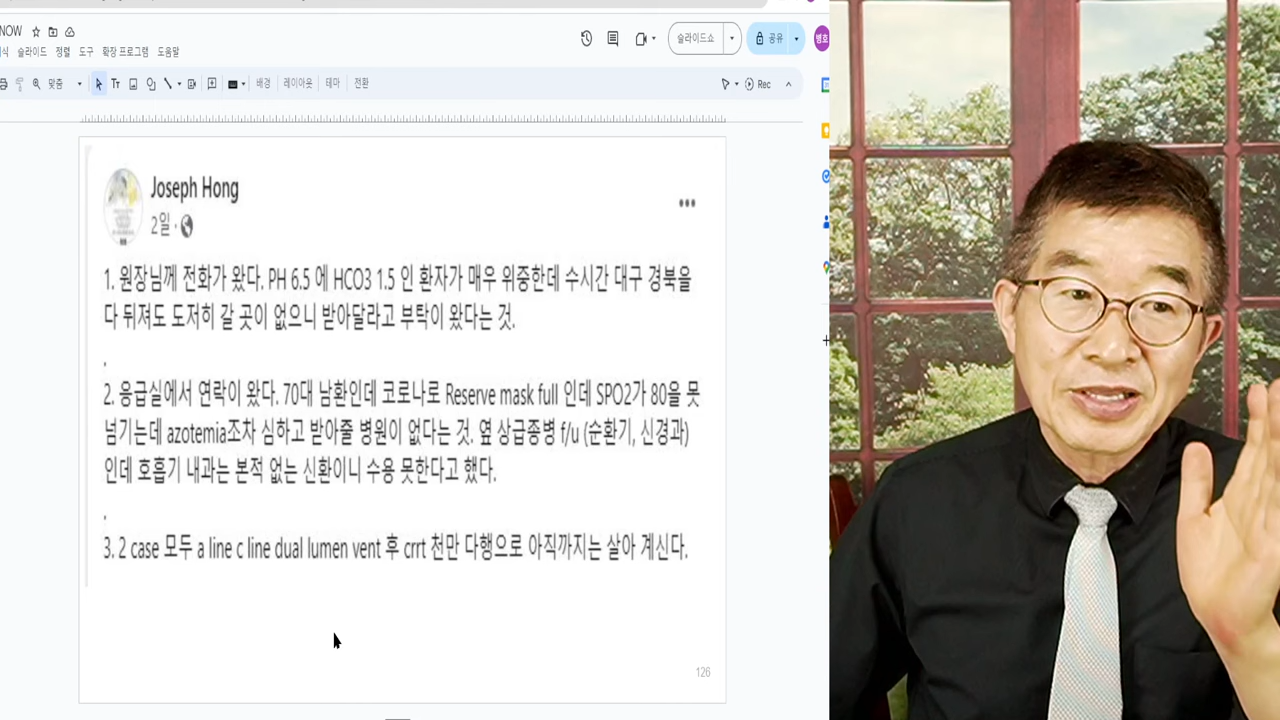 NOW
슬라이드 정렬 도구 확장 프로그램 도움말
슬라이드쇼
공유
맞춤
배경 레이아웃 테마 전환
Rec
Joseph Hong
2일 ·
1. 원장님께 전화가 왔다. PH 6.5 에 HCO3 1.5 인 환자가 매우 위중한데 수시간 대구 경북을
다 뒤져도 도저히 갈 곳이 없으니 받아달라고 부탁이 왔다는 것.
.
2. 응급실에서 연락이 왔다. 70대 남환인데 코로나로 Reserve mask full 인데 SPO2가 80을 못
넘기는데 azotemia조차 심하고 받아줄 병원이 없다는 것. 옆 상급종병 f/u (순환기, 신경과)
인데 호흡기 내과는 본적 없는 신환이니 수용 못한다고 했다.
.
3. 2 case 모두 a line c line dual lumen vent 후 crrt 천만 다행으로 아직까지는 살아 계신다.
126